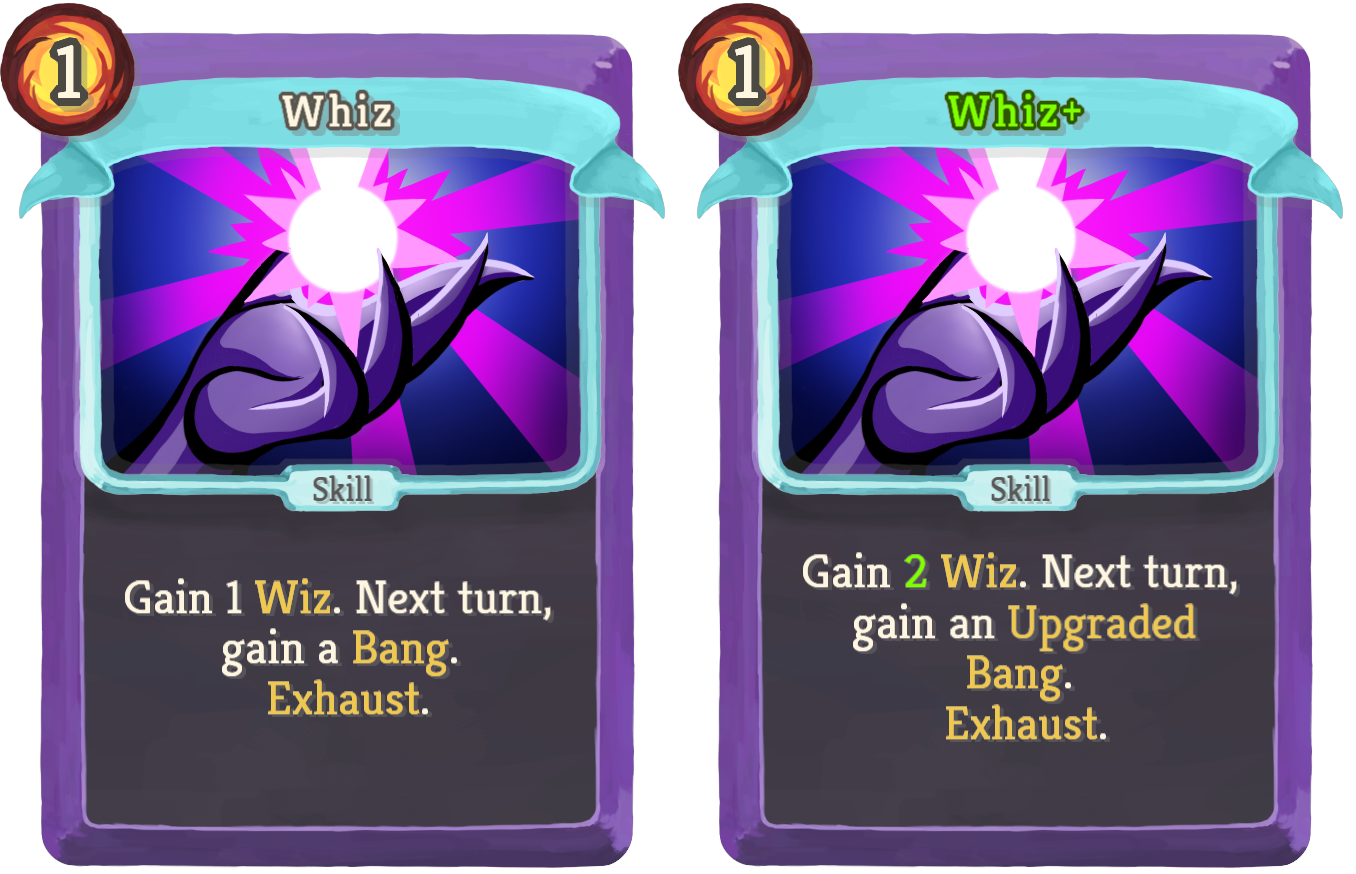 1
Whiz
Skill
Gain 1 Wiz. Next turn,
gain a Bang.
Exhaust.
1
Whiz+
Skill
Gain 2 Wiz. Next turn,
gain an Upgraded
Bang.
Exhaust.